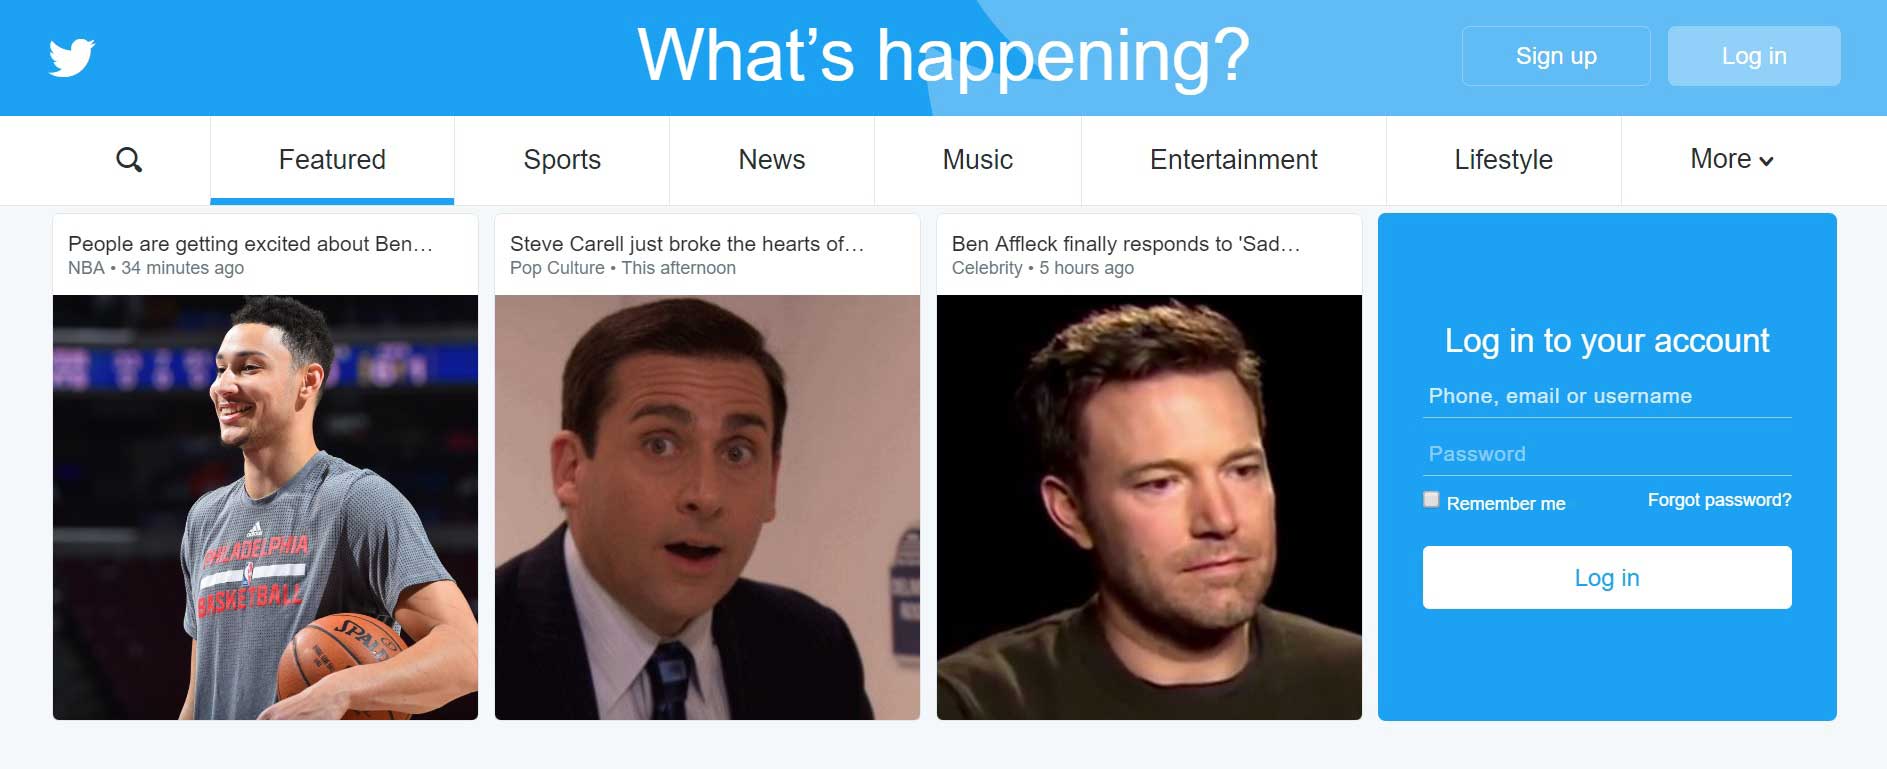 What’s happening?
Sign up
Log in
Featured
Sports
News
Music
Entertainment
Lifestyle
More
People are getting excited about Ben…
NBA • 34 minutes ago
PHILADELPHIA
BASKETBALL
SPALDING
Steve Carell just broke the hearts of…
Pop Culture • This afternoon
Ben Affleck finally responds to 'Sad…
Celebrity • 5 hours ago
Log in to your account
Phone, email or username
Password
Remember me
Forgot password?
Log in